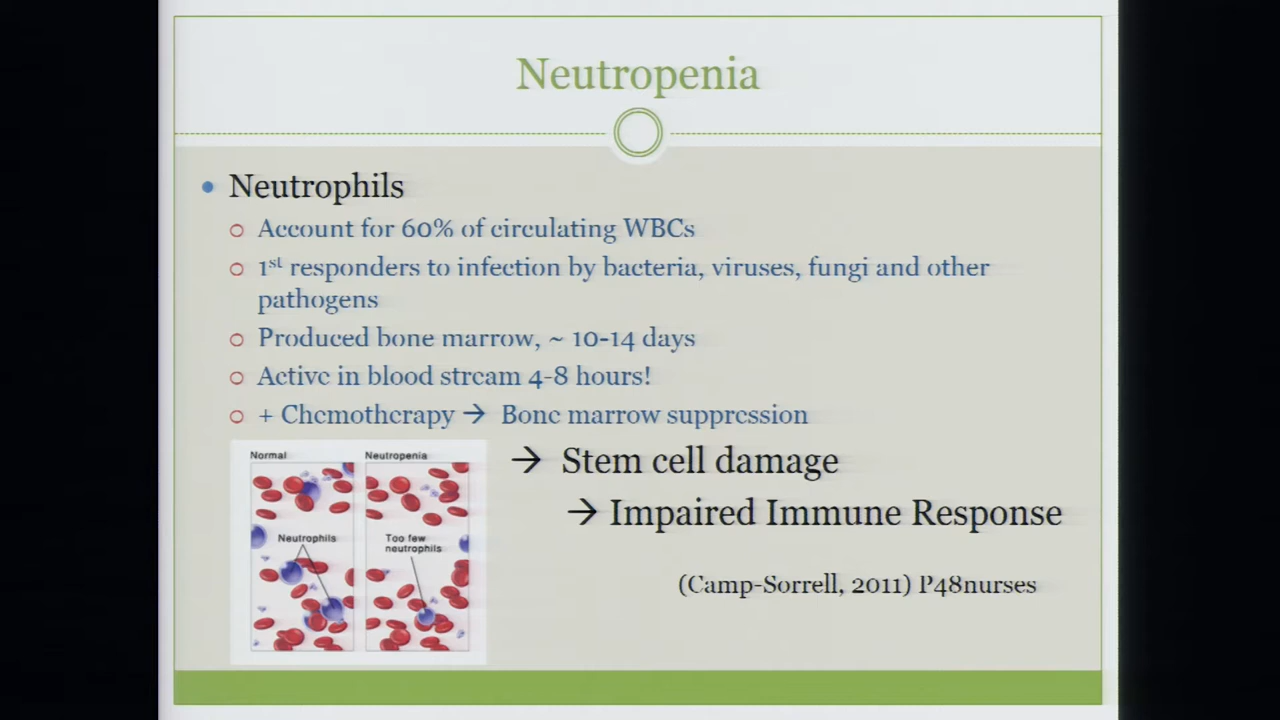 Neutropenia
Neutrophils
Account for 60% of circulating WBCs
1st responders to infection by bacteria, viruses, fungi and other
pathogens
Produced bone marrow, ~ 10-14 days
Active in blood stream 4-8 hours!
+ Chemotherapy → Bone marrow suppression
→ Stem cell damage
→ Impaired Immune Response
Normal
Neutropenia
Neutrophils
Too few
neutrophils
(Camp-Sorrell, 2011) P48nurses